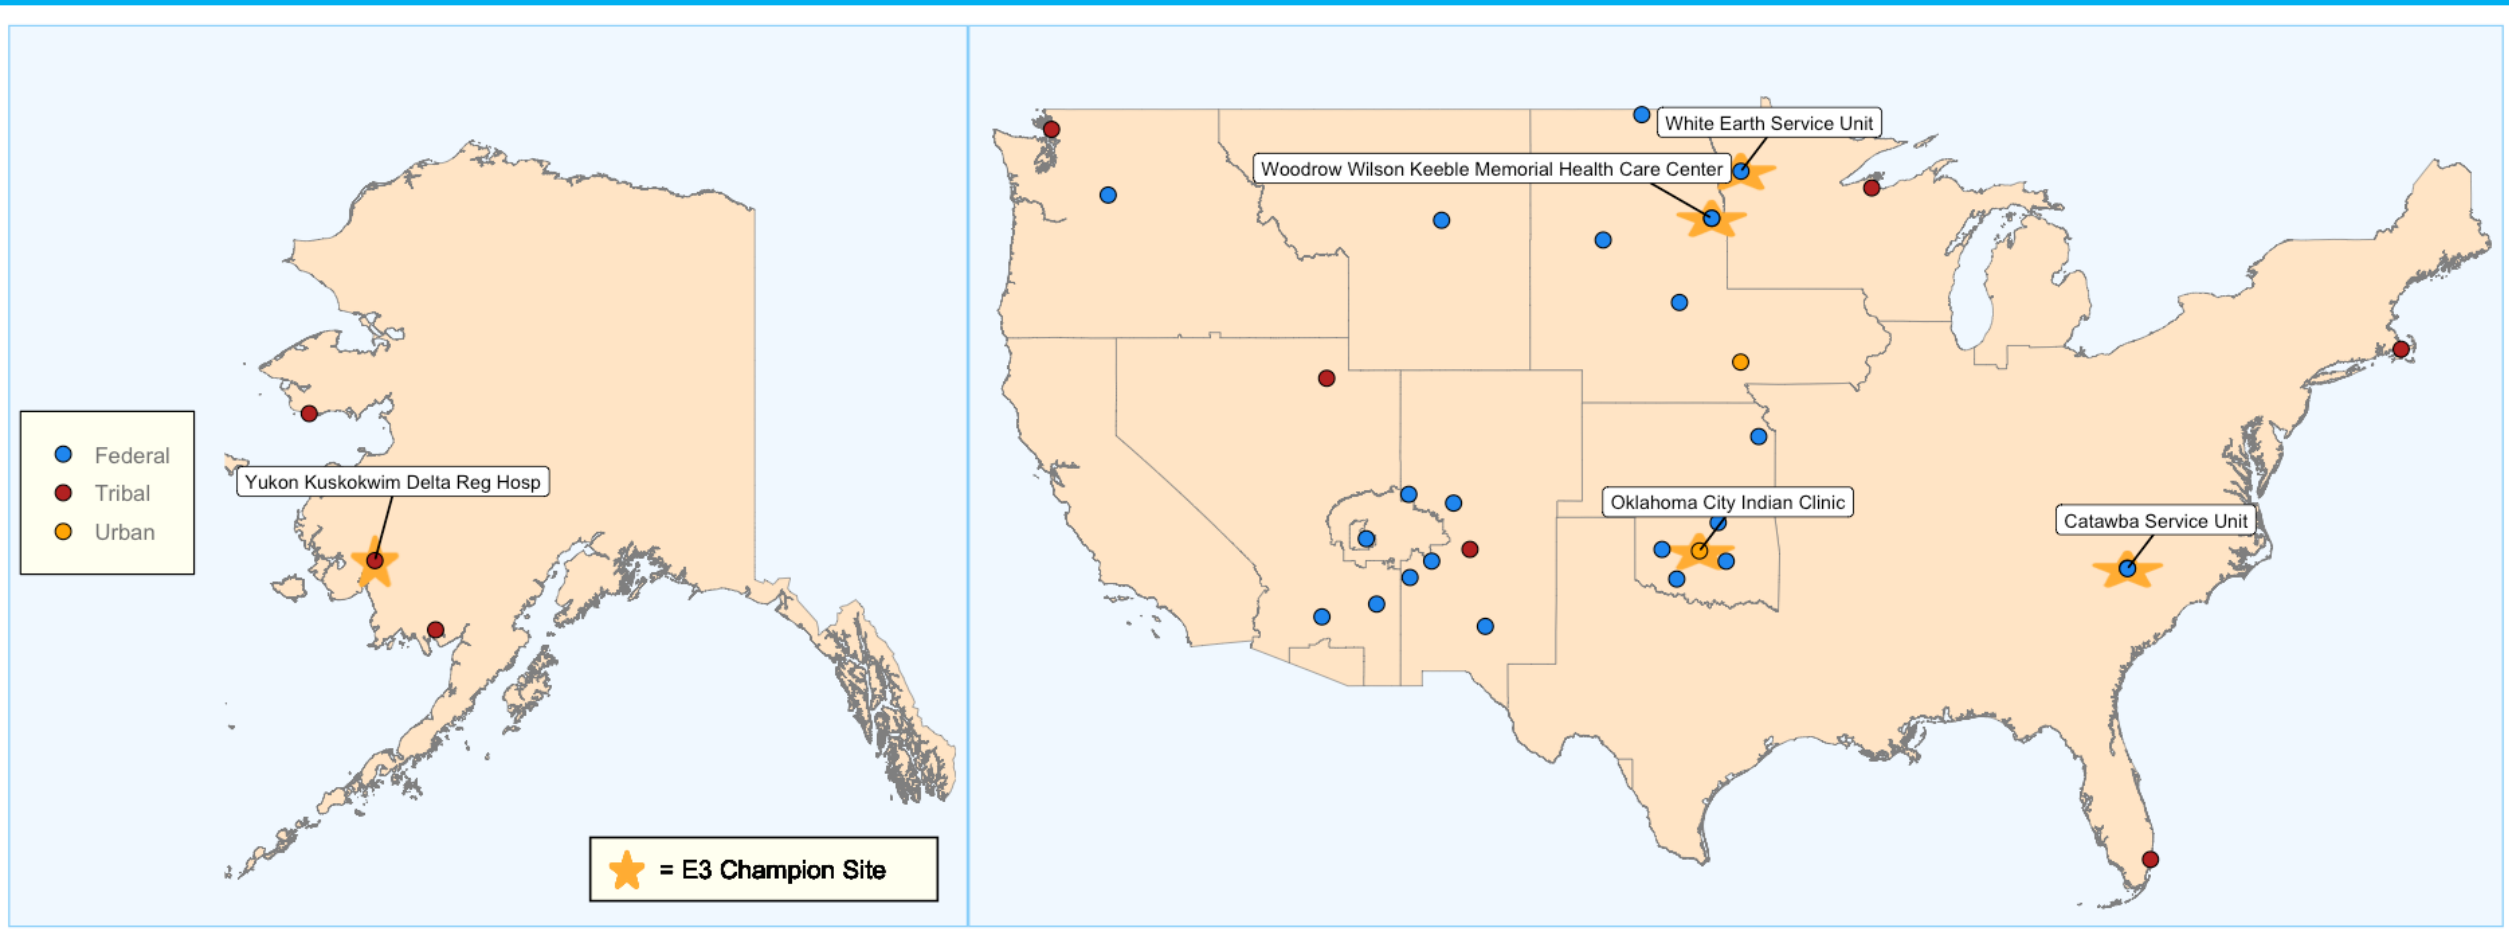 White Earth Service Unit
Woodrow Wilson Keeble Memorial Health Care Center
Federal
Tribal
Urban
Yukon Kuskokwim Delta Reg Hosp
Oklahoma City Indian Clinic
Catawba Service Unit
= E3 Champion Site